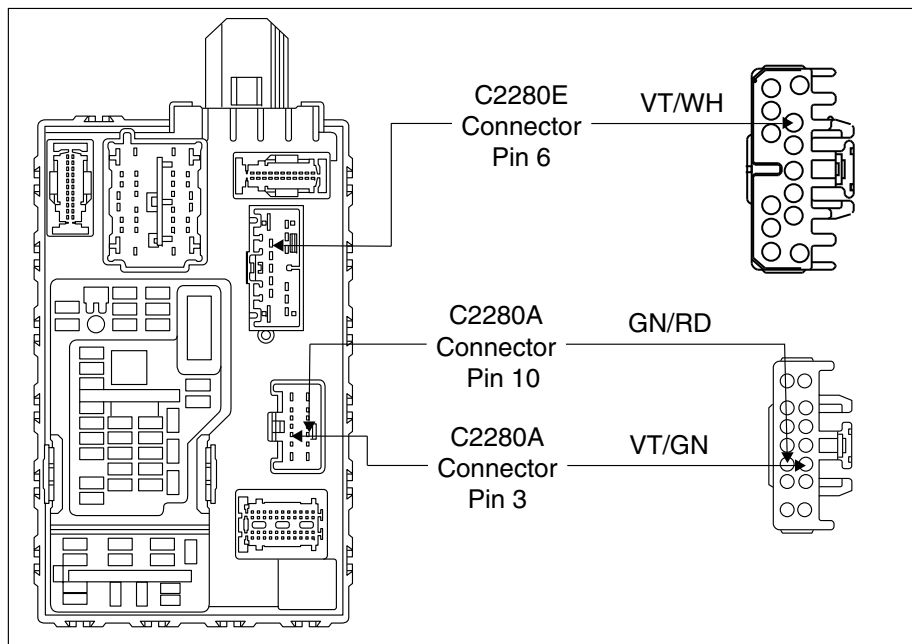 C2280E
Connector
Pin 6
VT/WH
C2280A
Connector
Pin 10
GN/RD
C2280A
Connector
Pin 3
VT/GN